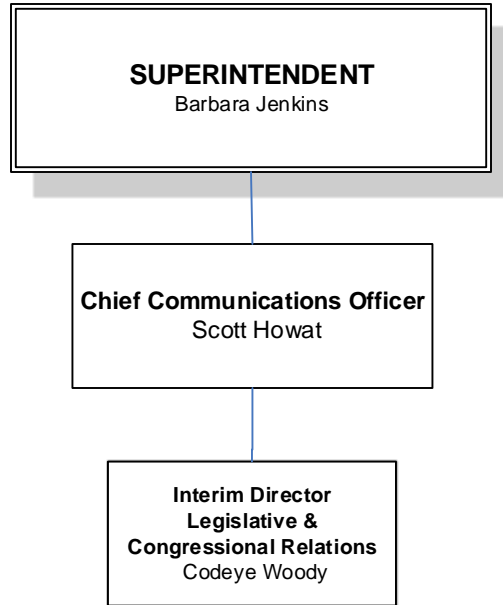 SUPERINTENDENT
Barbara Jenkins
Chief Communications Officer
Scott Howat
Interim Director
Legislative &
Congressional Relations
Codeye Woody